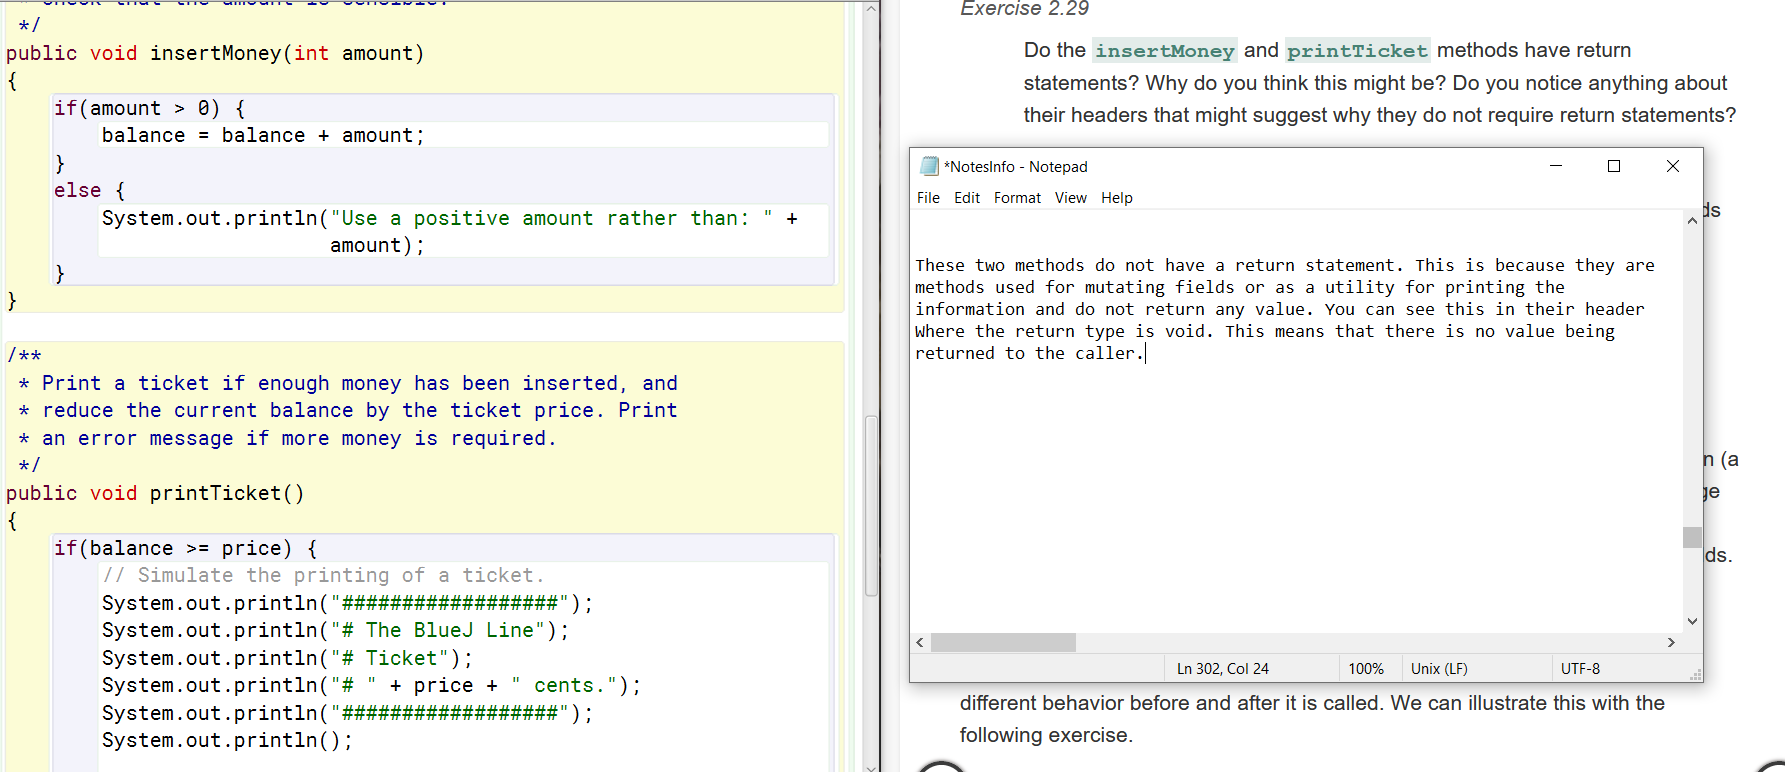 * check that the amount is sensible.
*/
public void insertMoney(int amount)
{
if(amount > 0) {
balance = balance + amount;
}
else {
System.out.println("Use a positive amount rather than: " +
amount);
}
}
/**
* Print a ticket if enough money has been inserted, and
* reduce the current balance by the ticket price. Print
* an error message if more money is required.
*/
public void printTicket()
{
if(balance >= price) {
// Simulate the printing of a ticket.
System.out.println("##################");
System.out.println("# The BlueJ Line");
System.out.println("# Ticket");
System.out.println("# " + price + " cents.");
System.out.println("##################");
System.out.println();
Exercise 2.29
Do the insertMoney and printTicket methods have return
statements? Why do you think this might be? Do you notice anything about
their headers that might suggest why they do not require return statements?
*NotesInfo - Notepad
File Edit Format View Help
These two methods do not have a return statement. This is because they are
methods used for mutating fields or as a utility for printing the
information and do not return any value. You can see this in their header
Where the return type is void. This means that there is no value being
returned to the caller.
Ln 302, Col 24 100% Unix (LF) UTF-8
ds
n (a
ge
ds.
different behavior before and after it is called. We can illustrate this with the
following exercise.